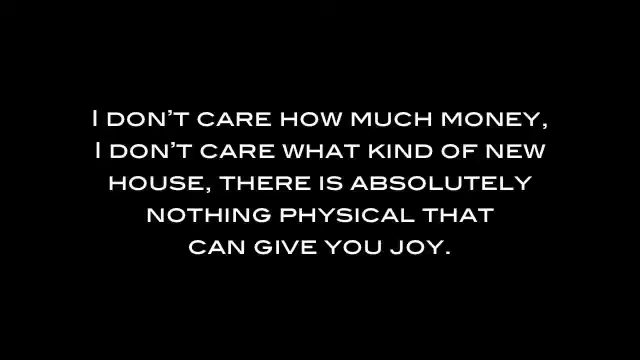 I DON'T CARE HOW MUCH MONEY,
I DON'T CARE WHAT KIND OF NEW
HOUSE, THERE IS ABSOLUTELY
NOTHING PHYSICAL THAT
CAN GIVE YOU JOY.